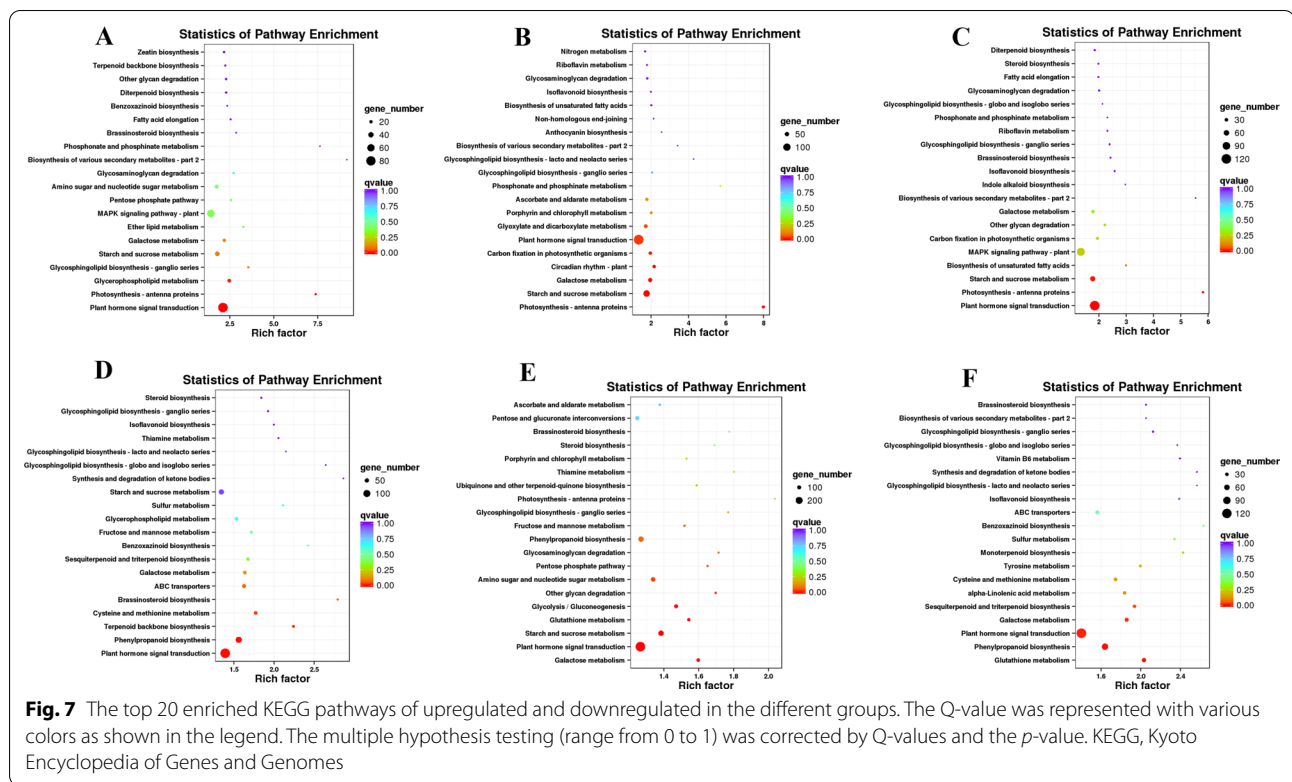 A
Statistics of Pathway Enrichment
Zeatin biosynthesis
Terpenoid backbone biosynthesis
Other glycan degradation
Diterpenoid biosynthesis
Benzoxazinoid biosynthesis
Fatty acid elongation
Brassinosteroid biosynthesis
Phosphonate and phosphinate metabolism
Biosynthesis of various secondary metabolites - part 2
Glycosaminoglycan degradation
Amino sugar and nucleotide sugar metabolism
Pentose phosphate pathway
MAPK signaling pathway - plant
Ether lipid metabolism
Galactose metabolism
Starch and sucrose metabolism
Glycosphingolipid biosynthesis - ganglio series
Glycerophospholipid metabolism
Photosynthesis - antenna proteins
Plant hormone signal transduction
2.5 5.0 7.5
Rich factor
gene_number
20
40
60
80
qvalue
1.00
0.75
0.50
0.25
0.00
B
Statistics of Pathway Enrichment
Nitrogen metabolism
Riboflavin metabolism
Glycosaminoglycan degradation
Isoflavonoid biosynthesis
Biosynthesis of unsaturated fatty acids
Non-homologous end-joining
Anthocyanin biosynthesis
Biosynthesis of various secondary metabolites - part 2
Glycosphingolipid biosynthesis - lacto and neolacto series
Glycosphingolipid biosynthesis - ganglio series
Phosphonate and phosphinate metabolism
Ascorbate and aldarate metabolism
Porphyrin and chlorophyll metabolism
Glyoxylate and dicarboxylate metabolism
Plant hormone signal transduction
Carbon fixation in photosynthetic organisms
Circadian rhythm - plant
Galactose metabolism
Starch and sucrose metabolism
Photosynthesis - antenna proteins
2 4 6 8
Rich factor
gene_number
50
100
qvalue
1.00
0.75
0.50
0.25
0.00
C
Statistics of Pathway Enrichment
Diterpenoid biosynthesis
Steroid biosynthesis
Fatty acid elongation
Glycosaminoglycan degradation
Glycosphingolipid biosynthesis - globo and isoglobo series
Phosphonate and phosphinate metabolism
Riboflavin metabolism
Glycosphingolipid biosynthesis - ganglio series
Brassinosteroid biosynthesis
Isoflavonoid biosynthesis
Indole alkaloid biosynthesis
Biosynthesis of various secondary metabolites - part 2
Galactose metabolism
Other glycan degradation
Carbon fixation in photosynthetic organisms
MAPK signaling pathway - plant
Biosynthesis of unsaturated fatty acids
Starch and sucrose metabolism
Photosynthesis - antenna proteins
Plant hormone signal transduction
2 3 4 5 6
Rich factor
gene_number
30
60
90
120
qvalue
1.00
0.75
0.50
0.25
0.00
D
Statistics of Pathway Enrichment
Steroid biosynthesis
Glycosphingolipid biosynthesis - ganglio series
Isoflavonoid biosynthesis
Thiamine metabolism
Glycosphingolipid biosynthesis - lacto and neolacto series
Glycosphingolipid biosynthesis - globo and isoglobo series
Synthesis and degradation of ketone bodies
Starch and sucrose metabolism
Sulfur metabolism
Glycerophospholipid metabolism
Fructose and mannose metabolism
Benzoxazinoid biosynthesis
Sesquiterpenoid and triterpenoid biosynthesis
Galactose metabolism
ABC transporters
Brassinosteroid biosynthesis
Cysteine and methionine metabolism
Terpenoid backbone biosynthesis
Phenylpropanoid biosynthesis
Plant hormone signal transduction
1.5 2.0 2.5
Rich factor
gene_number
50
100
qvalue
1.00
0.75
0.50
0.25
0.00
E
Statistics of Pathway Enrichment
Ascorbate and aldarate metabolism
Pentose and glucuronate interconversions
Brassinosteroid biosynthesis
Steroid biosynthesis
Porphyrin and chlorophyll metabolism
Thiamine metabolism
Ubiquinone and other terpenoid-quinone biosynthesis
Photosynthesis - antenna proteins
Glycosphingolipid biosynthesis - ganglio series
Fructose and mannose metabolism
Phenylpropanoid biosynthesis
Glycosaminoglycan degradation
Pentose phosphate pathway
Amino sugar and nucleotide sugar metabolism
Other glycan degradation
Glycolysis / Gluconeogenesis
Glutathione metabolism
Starch and sucrose metabolism
Plant hormone signal transduction
Galactose metabolism
1.4 1.6 1.8 2.0
Rich factor
gene_number
100
200
qvalue
1.00
0.75
0.50
0.25
0.00
F
Statistics of Pathway Enrichment
Brassinosteroid biosynthesis
Biosynthesis of various secondary metabolites - part 2
Glycosphingolipid biosynthesis - ganglio series
Glycosphingolipid biosynthesis - globo and isoglobo series
Vitamin B6 metabolism
Synthesis and degradation of ketone bodies
Glycosphingolipid biosynthesis - lacto and neolacto series
Isoflavonoid biosynthesis
ABC transporters
Benzoxazinoid biosynthesis
Sulfur metabolism
Monoterpenoid biosynthesis
Tyrosine metabolism
Cysteine and methionine metabolism
alpha-Linolenic acid metabolism
Sesquiterpenoid and triterpenoid biosynthesis
Galactose metabolism
Plant hormone signal transduction
Phenylpropanoid biosynthesis
Glutathione metabolism
1.6 2.0 2.4
Rich factor
gene_number
30
60
90
120
qvalue
1.00
0.75
0.50
0.25
0.00
Fig. 7 The top 20 enriched KEGG pathways of upregulated and downregulated in the different groups. The Q-value was represented with various
colors as shown in the legend. The multiple hypothesis testing (range from 0 to 1) was corrected by Q-values and the p-value. KEGG, Kyoto
Encyclopedia of Genes and Genomes